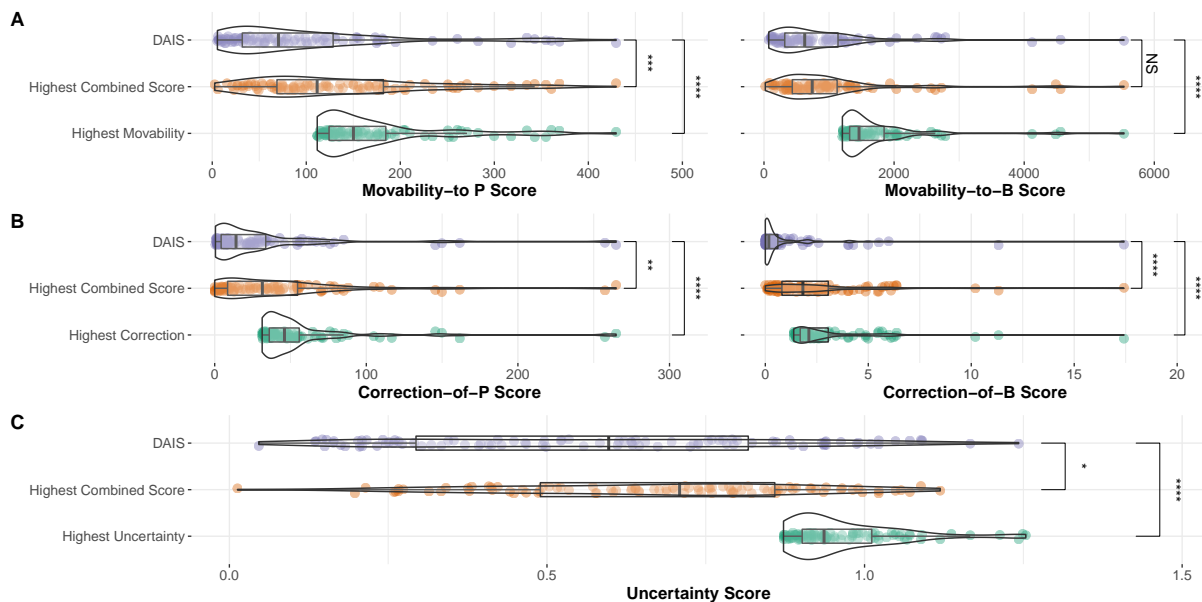 A
DAIS
Highest Combined Score
Highest Movability
***
****
0 100 200 300 400 500
Movability−to P Score
NS
****
0 2000 4000 6000
Movability−to−B Score
B
DAIS
Highest Combined Score
Highest Correction
**
****
0 100 200 300
Correction−of−P Score
****
****
0 5 10 15 20
Correction−of−B Score
C
DAIS
Highest Combined Score
Highest Uncertainty
*
****
0.0 0.5 1.0 1.5
Uncertainty Score